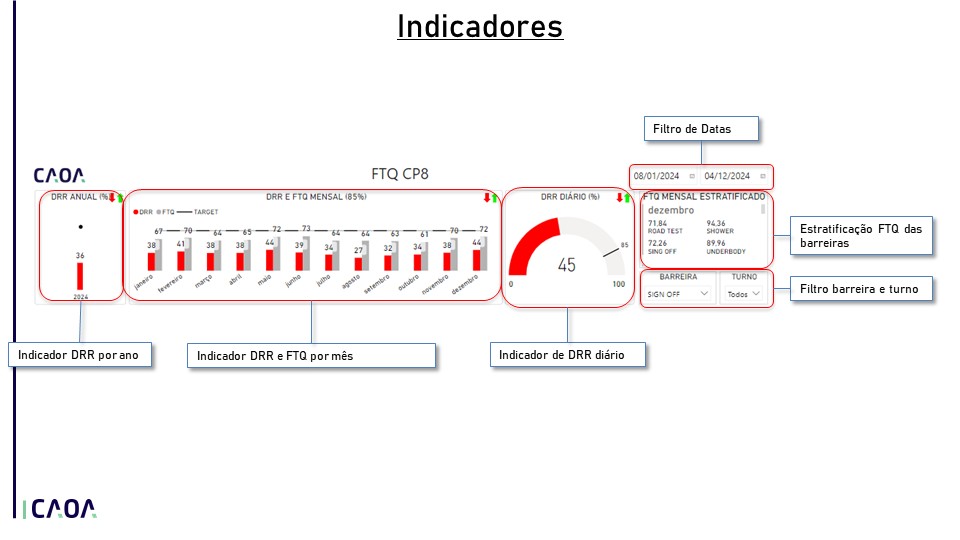 Indicadores
Filtro de Datas
CAOA
FTQ CP8
08/01/2024
04/12/2024
DRR ANUAL (%)
36
2024
DRR E FTQ MENSAL (85%)
DRR FTQ TARGET
38 67
41 70
38 64
38 65
44 72
39 73
34 64
27 64
32 63
34 61
38 70
44 72
janeiro
fevereiro
março
abril
maio
junho
julho
agosto
setembro
outubro
novembro
dezembro
DRR DIÁRIO (%)
45
85
0
100
FTQ MENSAL ESTRATIFICADO
dezembro
71,84 94,36
ROAD TEST SHOWER
72,26 89,96
SING OFF UNDERBODY
BARREIRA TURNO
SIGN OFF Todos
Estratificação FTQ das
barreiras
Filtro barreira e turno
Indicador DRR por ano
Indicador DRR e FTQ por mês
Indicador de DRR diário
CAOA